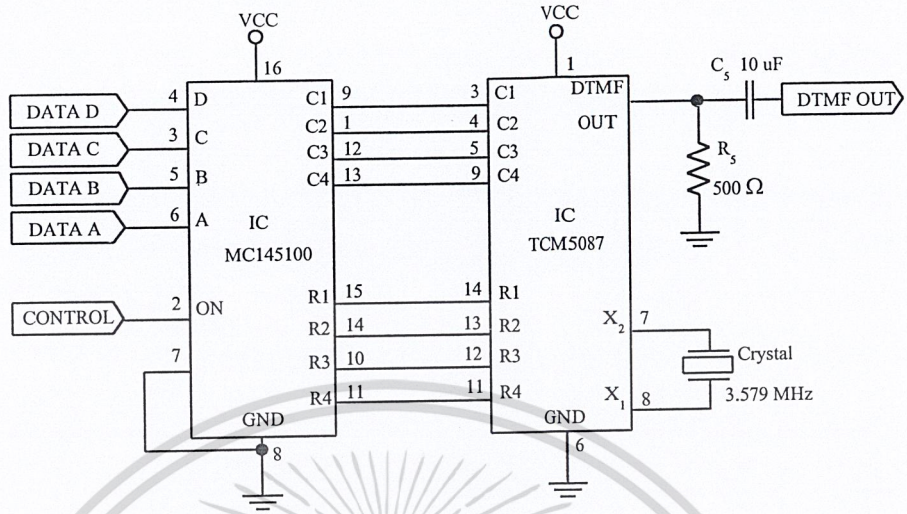 VCC
VCC
16
1
C5 10 uF
DATA D
4
D
C1
9
3
C1
DTMF
OUT
DTMF OUT
DATA C
3
C
C2
1
4
C2
C3
12
5
C3
DATA B
5
B
C4
13
9
C4
R5
500 Ω
DATA A
6
A
IC
MC145100
IC
TCM5087
CONTROL
2
ON
R1
15
14
R1
R2
14
13
R2
X2
7
7
R3
10
12
R3
Crystal
3.579 MHz
R4
11
11
R4
X1
8
GND
8
GND
6